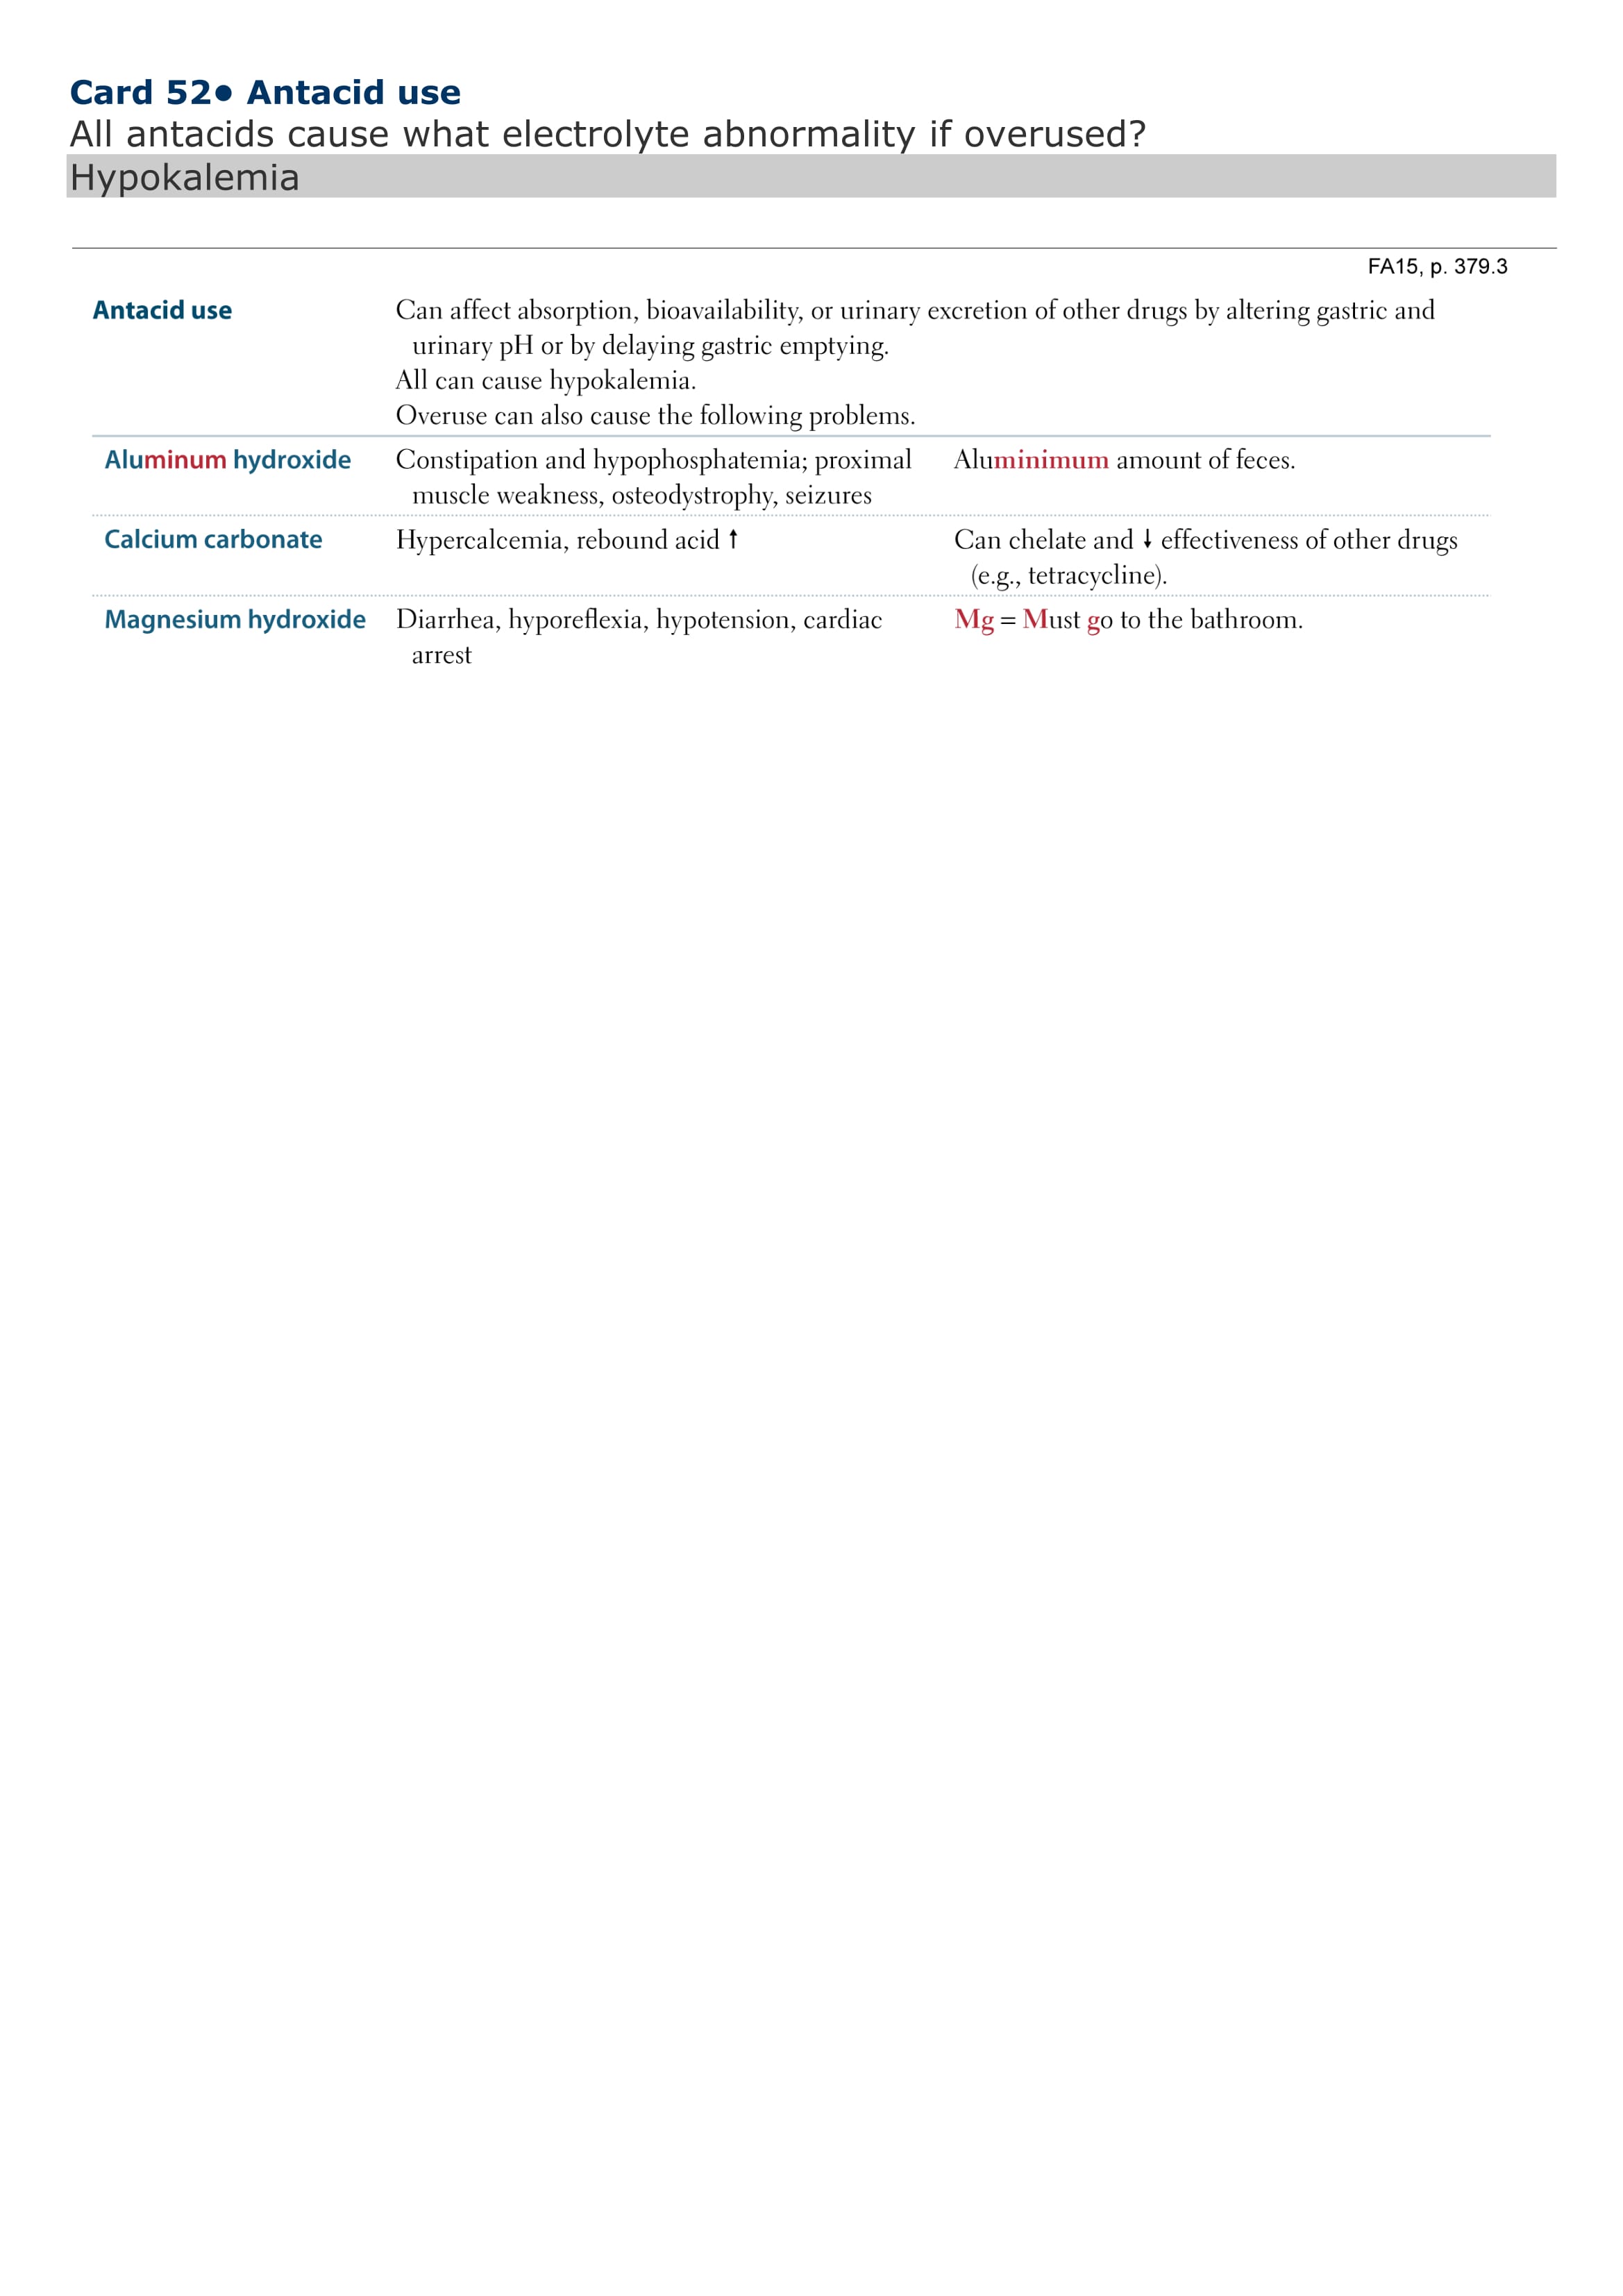 Card 52● Antacid use
All antacids cause what electrolyte abnormality if overused?
Hypokalemia
FA15, p. 379.3
Antacid use Can affect absorption, bioavailability, or urinary excretion of other drugs by altering gastric and
urinary pH or by delaying gastric emptying.
All can cause hypokalemia.
Overuse can also cause the following problems.
Aluminum hydroxide Constipation and hypophosphatemia; proximal Aluminimum amount of feces.
muscle weakness, osteodystrophy, seizures
Calcium carbonate Hypercalcemia, rebound acid ↑ Can chelate and ↓ effectiveness of other drugs
(e.g., tetracycline).
Magnesium hydroxide Diarrhea, hyporeflexia, hypotension, cardiac Mg = Must go to the bathroom.
arrest